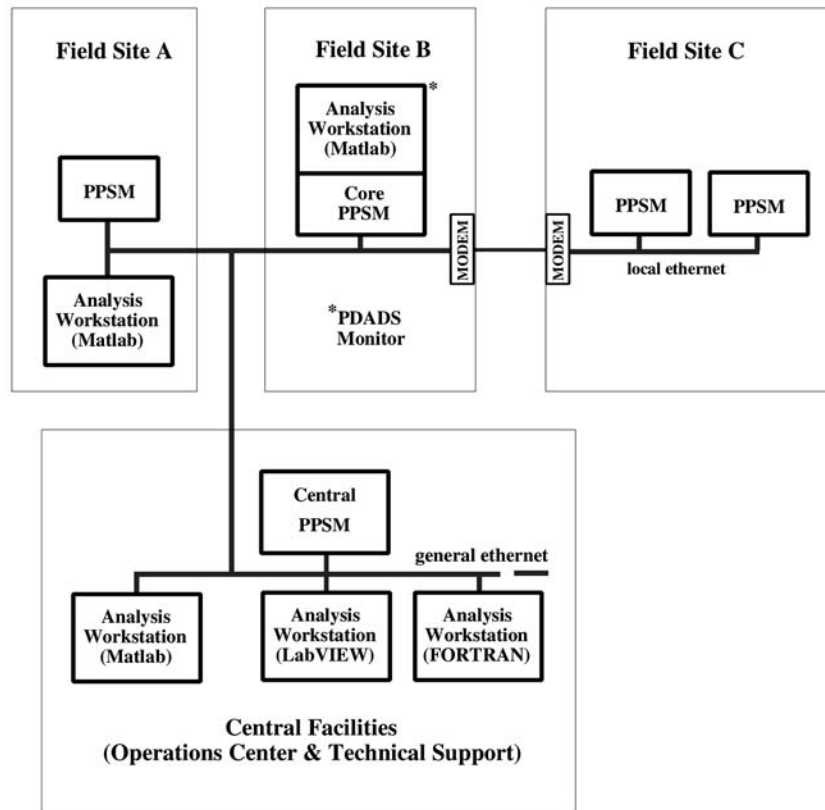 Field Site A
PPSM
Analysis
Workstation
(Matlab)
Field Site B
*
Analysis
Workstation
(Matlab)
Core
PPSM
MODEM
*PDADS
Monitor
Field Site C
MODEM
PPSM
PPSM
local ethernet
Central
PPSM
general ethernet
Analysis
Workstation
(Matlab)
Analysis
Workstation
(LabVIEW)
Analysis
Workstation
(FORTRAN)
Central Facilities
(Operations Center & Technical Support)